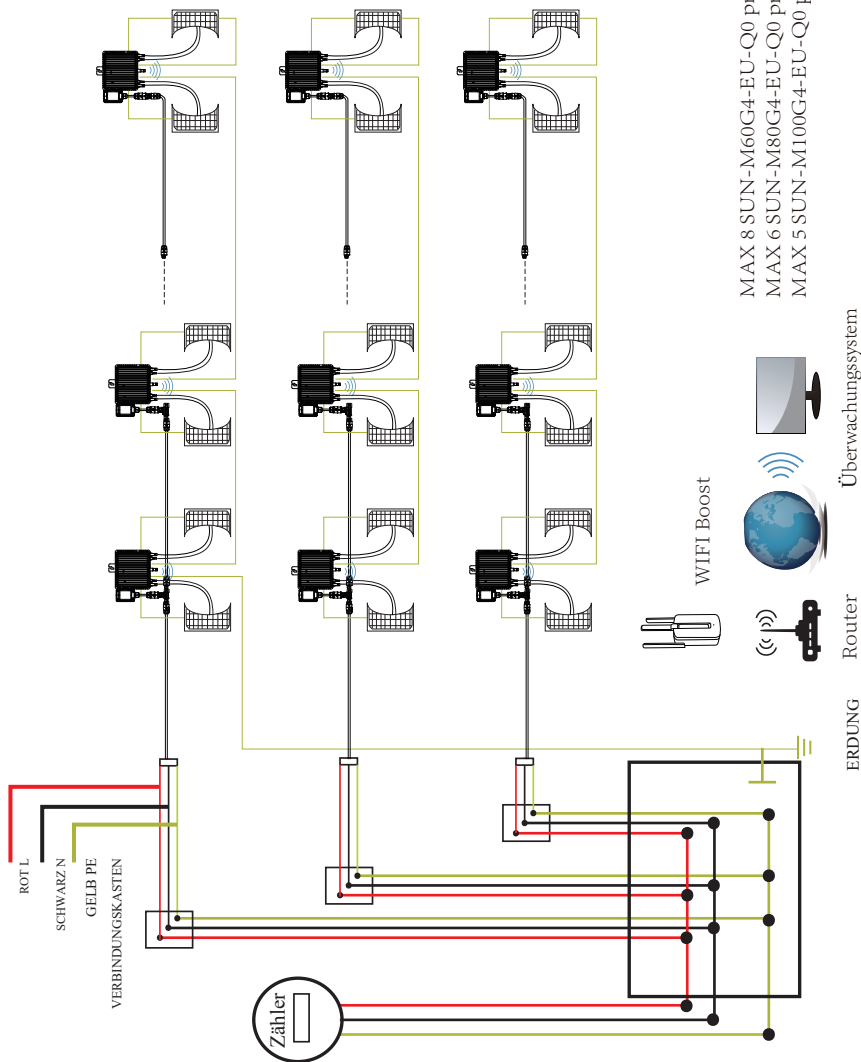 ROT L
SCHWARZ N
GELB PE
VERBINDUNGSKASTEN
Zähler
WIFI Boost
Router
ERDUNG
Überwachungssystem
MAX 8 SUN-M60G4-EU-Q0
MAX 6 SUN-M80G4-EU-Q0
MAX 5 SUN-M100G4-EU-Q0